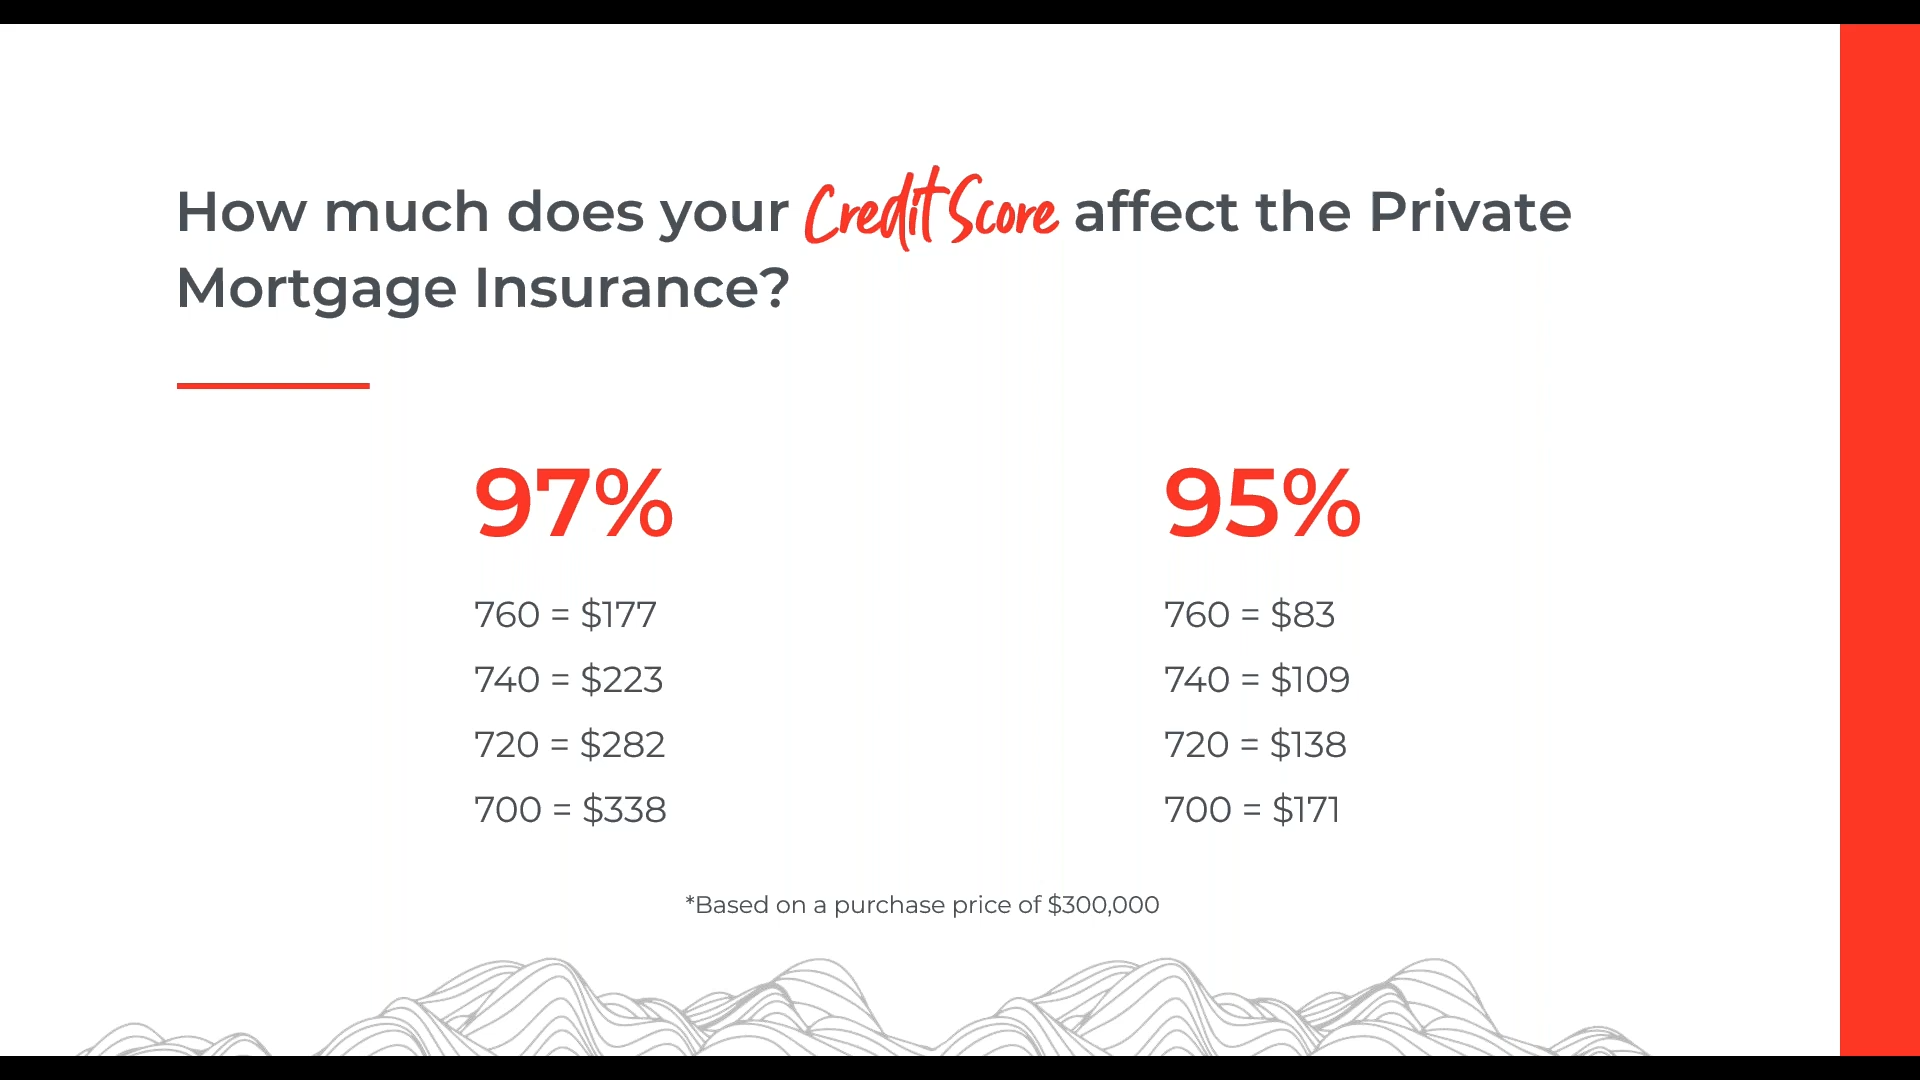 How much does your Credit Score affect the Private
Mortgage Insurance?
97%
760 = $177
740 = $223
720 = $282
700 = $338
95%
760 = $83
740 = $109
720 = $138
700 = $171
*Based on a purchase price of $300,000